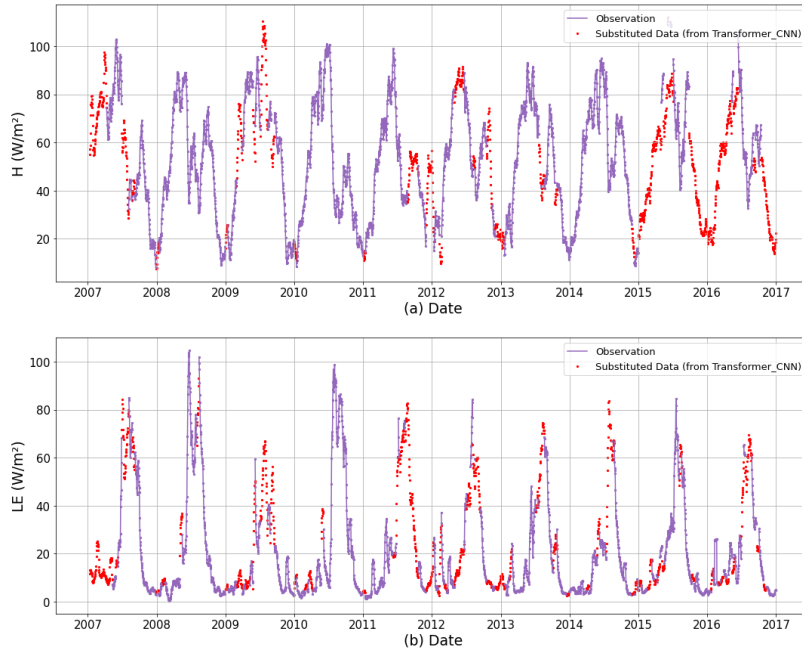 H (W/m²)
100
80
60
40
20
Observation
Substituted Data (from Transformer_CNN)
2007 2008 2009 2010 2011 2012 2013 2014 2015 2016 2017
(a) Date
LE (W/m²)
100
80
60
40
20
0
Observation
Substituted Data (from Transformer_CNN)
2007 2008 2009 2010 2011 2012 2013 2014 2015 2016 2017
(b) Date